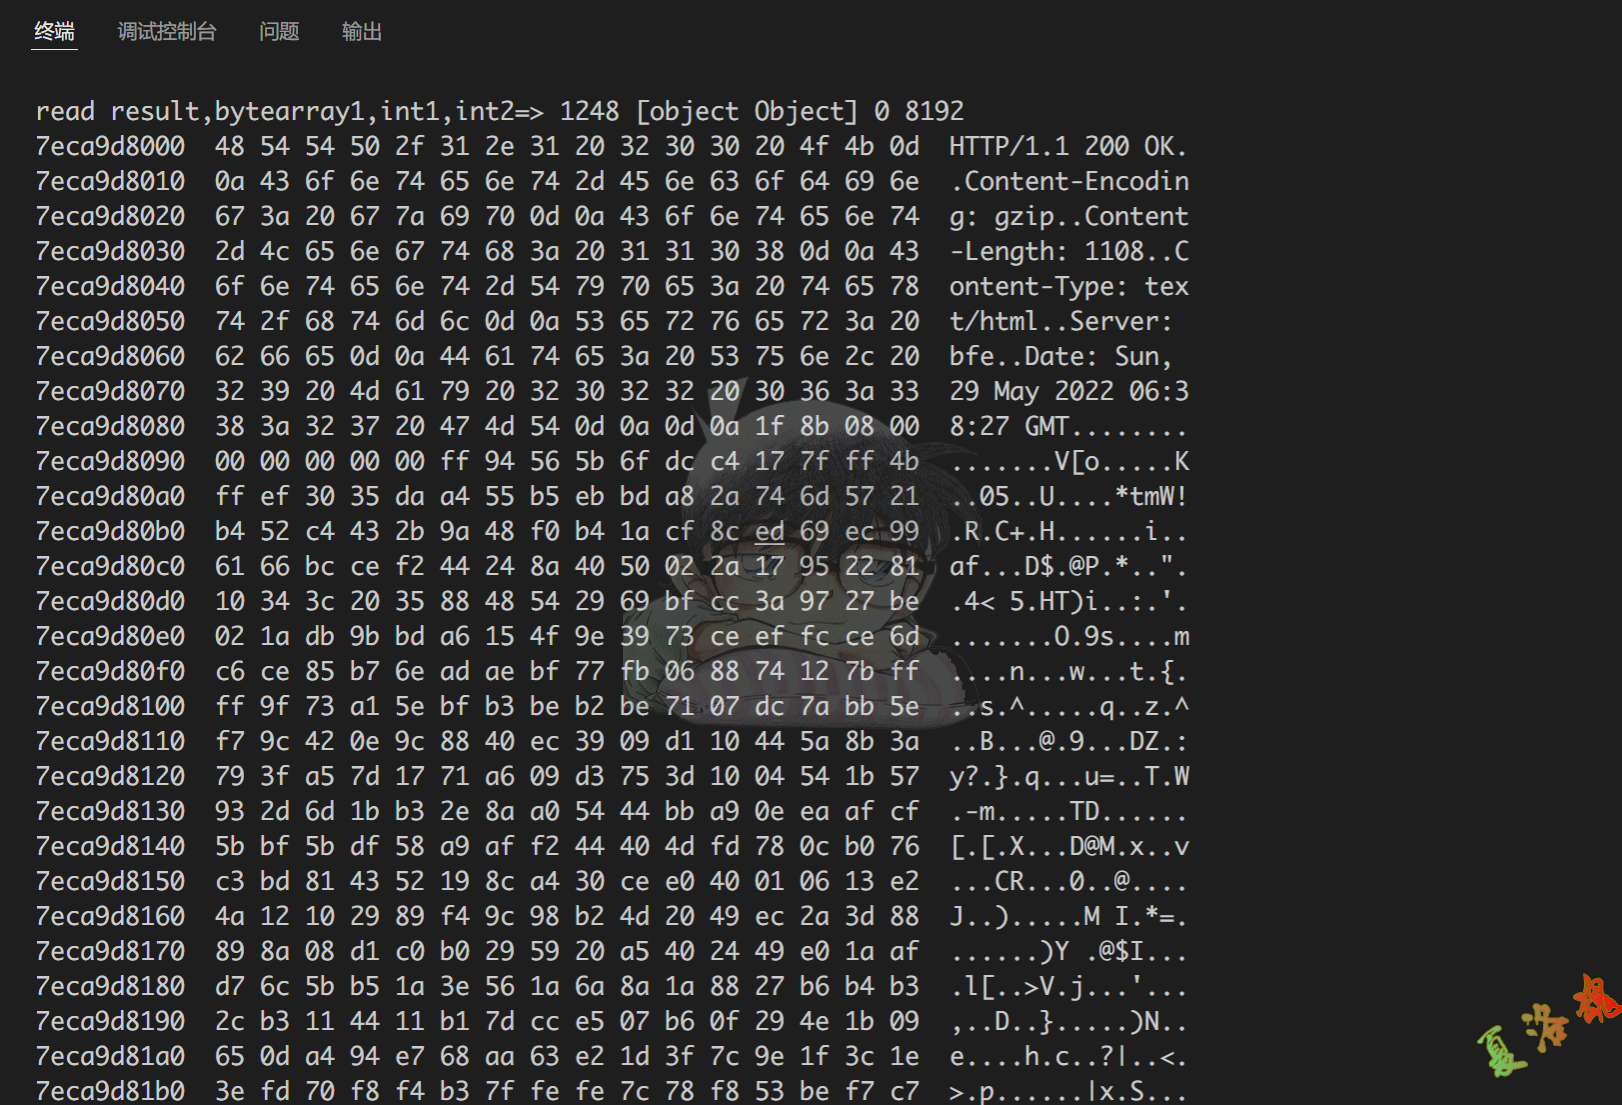 终端 调试控制台 问题 输出
read result,bytearray1,int1,int2=> 1248 [object Object] 0 8192
7eca9d8000  48 54 54 50 2f 31 2e 31 20 32 30 30 20 4f 4b 0d  HTTP/1.1 200 OK.
7eca9d8010  0a 43 6f 6e 74 65 6e 74 2d 45 6e 63 6f 64 69 6e  .Content-Encodin
7eca9d8020  67 3a 20 67 7a 69 70 0d 0a 43 6f 6e 74 65 6e 74  g: gzip..Content
7eca9d8030  2d 4c 65 6e 67 74 68 3a 20 31 31 30 38 0d 0a 43  -Length: 1108..C
7eca9d8040  6f 6e 74 65 6e 74 2d 54 79 70 65 3a 20 74 65 78  ontent-Type: tex
7eca9d8050  74 2f 68 74 6d 6c 0d 0a 53 65 72 76 65 72 3a 20  t/html..Server:
7eca9d8060  62 66 65 0d 0a 44 61 74 65 3a 20 53 75 6e 2c 20  bfe..Date: Sun,
7eca9d8070  32 39 20 4d 61 79 20 32 30 32 32 20 30 36 3a 33  29 May 2022 06:3
7eca9d8080  38 3a 32 37 20 47 4d 54 0d 0a 0d 0a 1f 8b 08 00  8:27 GMT........
7eca9d8090  00 00 00 00 00 ff 94 56 5b 6f dc c4 17 7f ff 4b  .......V[o.....K
7eca9d80a0  ff ef 30 35 da a4 55 b5 eb bd a8 2a 74 6d 57 21  ..05..U....*tmW!
7eca9d80b0  b4 52 c4 43 2b 9a 48 f0 b4 1a cf 8c ed 69 ec 99  .R.C+.H......i..
7eca9d80c0  61 66 bc ce f2 44 24 8a 40 50 02 2a 17 95 22 81  af...D$.@P.*..".
7eca9d80d0  10 34 3c 20 35 88 48 54 29 69 bf cc 3a 97 27 be  .4< 5.HT)i..:.'.
7eca9d80e0  02 1a db 9b bd a6 15 4f 9e 39 73 ce ef fc ce 6d  .......O.9s....m
7eca9d80f0  c6 ce 85 b7 6e ad ae bf 77 fb 06 88 74 12 7b ff  ....n...w...t.{.
7eca9d8100  ff 9f 73 a1 5e bf b3 be b2 be 71 07 dc 7a bb 5e  ..s.^.....q..z.^
7eca9d8110  f7 9c 42 0e 9c 88 40 ec 39 09 d1 10 44 5a 8b 3a  ..B...@.9...DZ.:
7eca9d8120  79 3f a5 7d 17 71 a6 09 d3 75 3d 10 04 54 1b 57  y?.}.q...u=..T.W
7eca9d8130  93 2d 6d 1b b3 2e 8a a0 54 44 bb a9 0e ea af cf  .-m.....TD......
7eca9d8140  5b bf 5b df 58 a9 af f2 44 40 4d fd 78 0c b0 76  [.[.X...D@M.x..v
7eca9d8150  c3 bd 81 43 52 19 8c a4 30 ce e0 40 01 06 13 e2  ...CR...0..@....
7eca9d8160  4a 12 10 29 89 f4 9c 98 b2 4d 20 49 ec 2a 3d 88  J..).....M I.*=.
7eca9d8170  89 8a 08 d1 c0 b0 29 59 20 a5 40 24 49 e0 1a af  ......)Y .@$I...
7eca9d8180  d7 6c 5b b5 1a 3e 56 1a 6a 8a 1a 88 27 b6 b4 b3  .l[..>V.j...'...
7eca9d8190  2c b3 11 44 11 b1 7d cc e5 07 b6 0f 29 4e 1b 09  ,..D..}.....)N..
7eca9d81a0  65 0d a4 94 e7 68 aa 63 e2 1d 3f 7c 9e 1f 3c 1e  e....h.c..?|..<.
7eca9d81b0  3e fd 70 f8 f4 b3 7f fe fe 7c 78 f8 53 be f7 c7  >.p......|x.S...